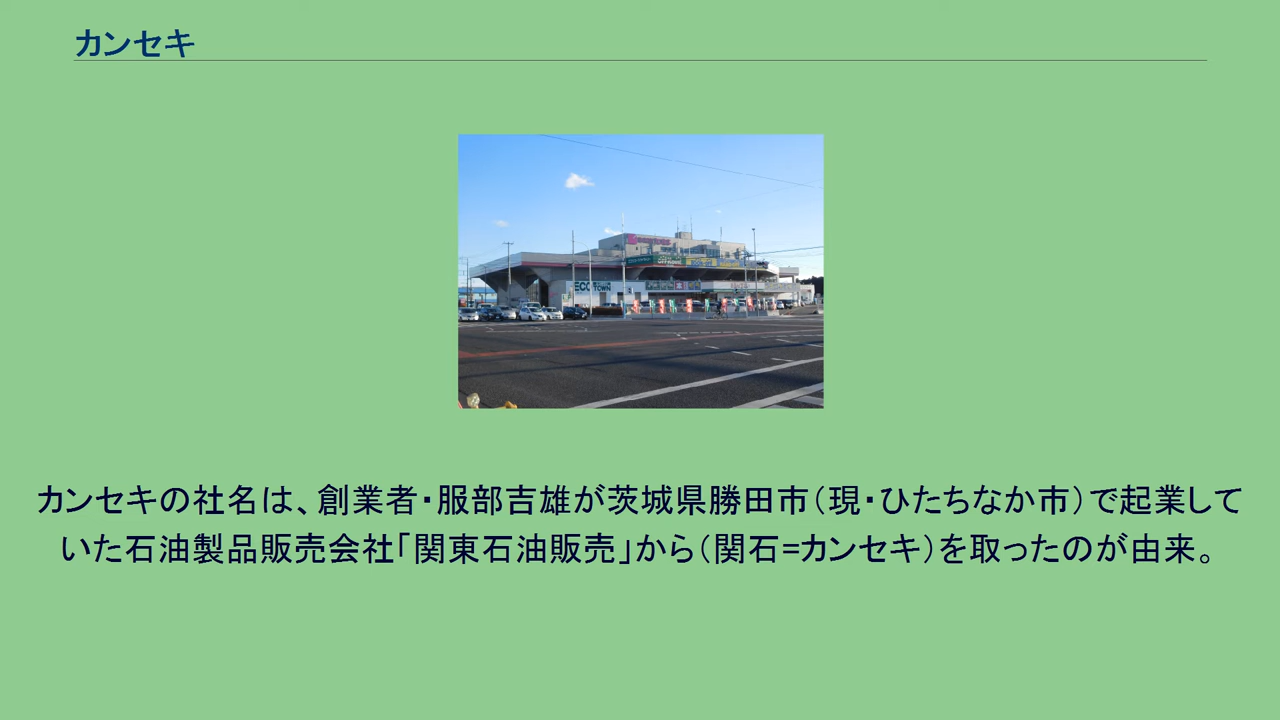 カンセキ
ECO TOWN
カンセキの社名は、創業者・服部吉雄が茨城県勝田市（現・ひたちなか市）で起業して
いた石油製品販売会社「関東石油販売」から（関石=カンセキ）を取ったのが由来。